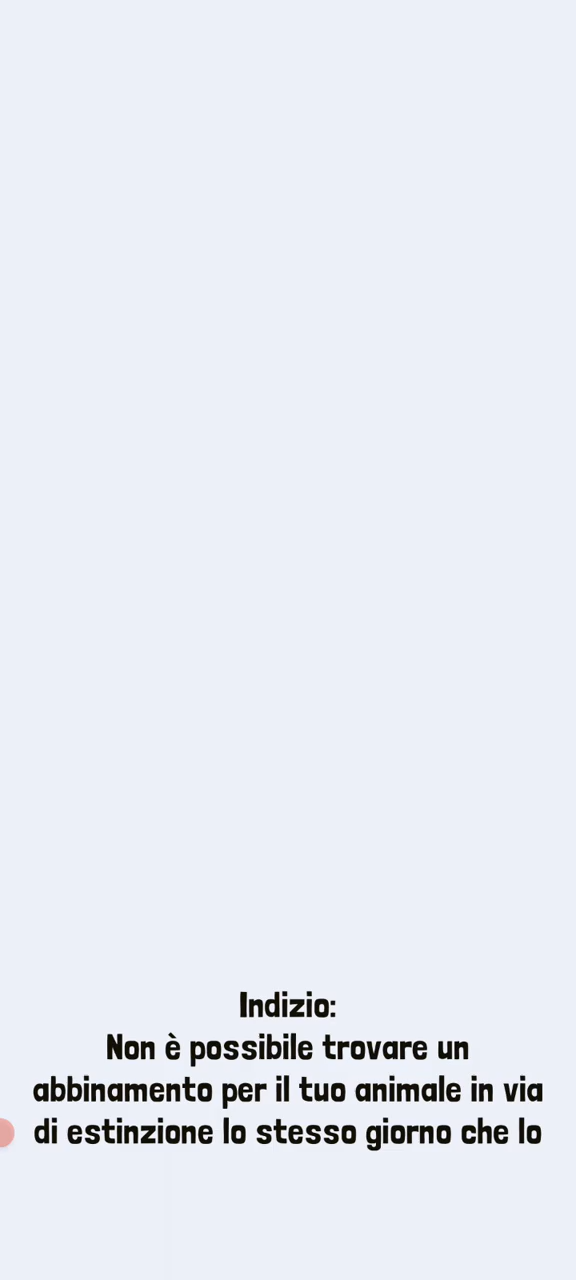 Indizio:
Non è possibile trovare un
abbinamento per il tuo animale in via
di estinzione lo stesso giorno che lo